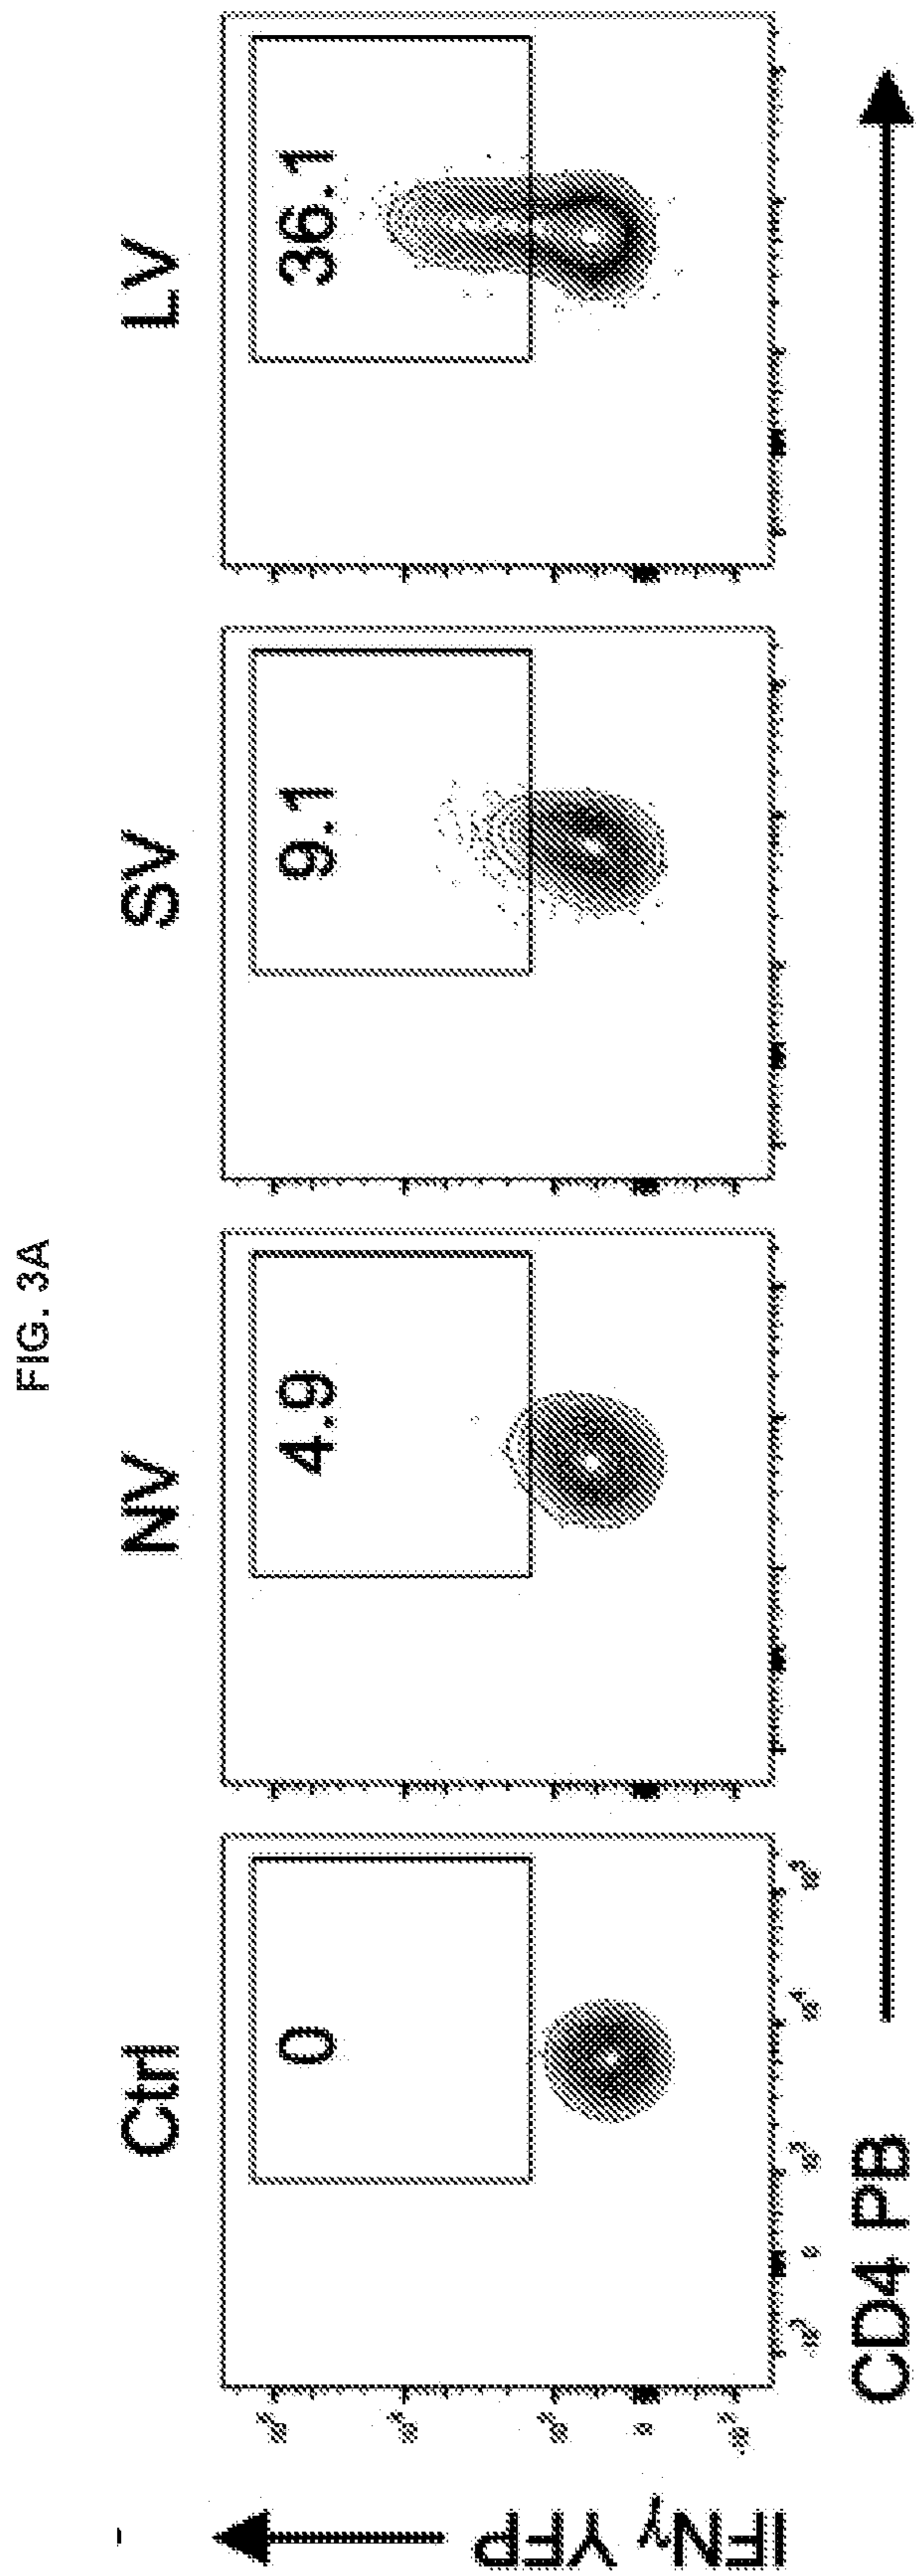 FIG. 3A
Ctrl NV SV LV
0 4.9 9.1 36.1
IFNγ YFP
CD4 PB